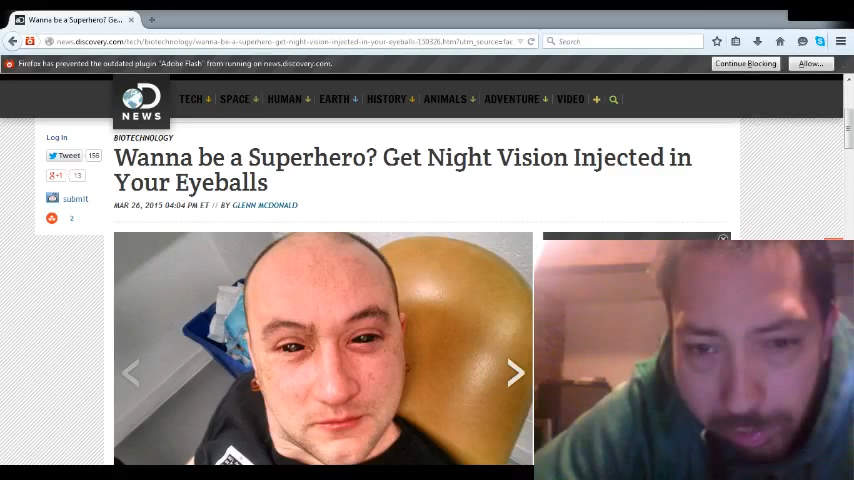 Wanna be a Superhero? Ge...
news.discovery.com/tech/biotechnology/wanna-be-a-superhero-get-night-vision-injected-in-your-eyeballs-150326.htm?utm_source=fac
Search
Firefox has prevented the outdated plugin "Adobe Flash" from running on news.discovery.com.
Continue Blocking
Allow...
D
NEWS
TECH SPACE HUMAN EARTH HISTORY ANIMALS ADVENTURE VIDEO +
Log In
BIOTECHNOLOGY
Tweet 156
Wanna be a Superhero? Get Night Vision Injected in
Your Eyeballs
g+1 13
submit
2
MAR 26, 2015 04:04 PM ET // BY GLENN MCDONALD